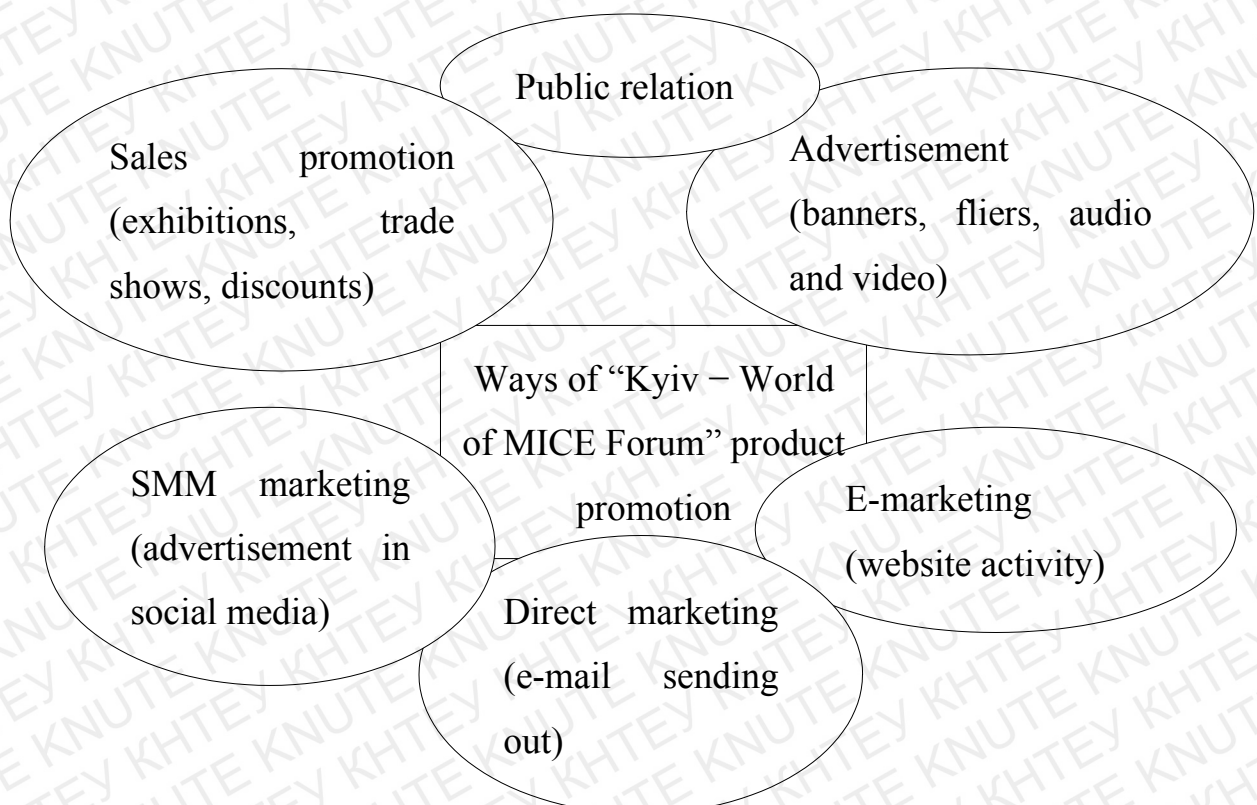 Public relation
Sales promotion
(exhibitions, trade
shows, discounts)
Advertisement
(banners, fliers, audio
and video)
Ways of “Kyiv − World
of MICE Forum” product
promotion
SMM marketing
(advertisement in
social media)
E-marketing
(website activity)
Direct marketing
(e-mail sending
out)